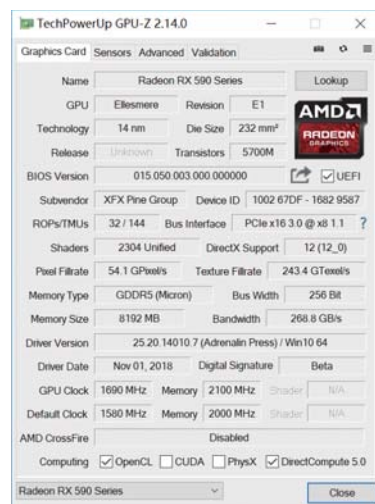 TechPowerUp GPU-Z 2.14.0
Graphics Card Sensors Advanced Validation
Name Radeon RX 590 Series Lookup
GPU Ellesmere Revision E1
AMD
RADEON
GRAPHICS
Technology 14 nm Die Size 232 mm²
Release Unknown Transistors 5700M
BIOS Version 015.050.003.000.000000 UEFI
Subvendor XFX Pine Group Device ID 1002 67DF - 1682 9587
ROPs/TMUs 32 / 144 Bus Interface PCIe x16 3.0 @ x8 1.1 ?
Shaders 2304 Unified DirectX Support 12 (12_0)
Pixel Fillrate 54.1 GPixel/s Texture Fillrate 243.4 GTexel/s
Memory Type GDDR5 (Micron) Bus Width 256 Bit
Memory Size 8192 MB Bandwidth 268.8 GB/s
Driver Version 25.20.14010.7 (Adrenalin Press) / Win10 64
Driver Date Nov 01, 2018 Digital Signature Beta
GPU Clock 1690 MHz Memory 2100 MHz Shader N/A
Default Clock 1580 MHz Memory 2000 MHz Shader N/A
AMD CrossFire Disabled
Computing OpenCL CUDA PhysX DirectCompute 5.0
Radeon RX 590 Series Close